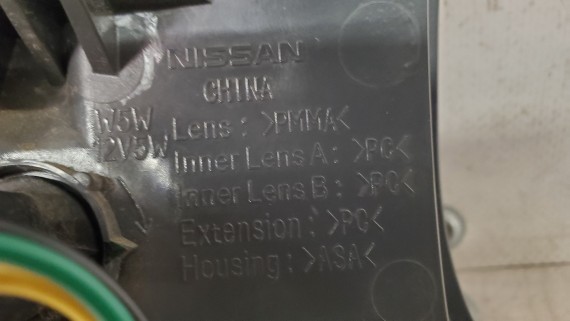 NISSAN
CHINA
W5W
12V5W
Lens: >PMMA<
Inner Lens A: >PC<
Inner Lens B: >PC<
Extension: >PC<
Housing: >ASA<